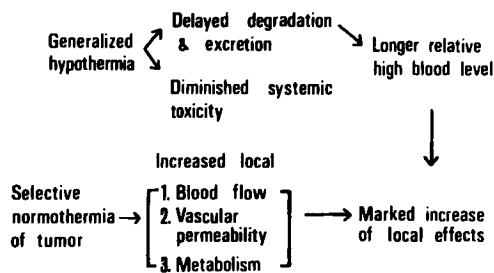 Generalized
hypothermia
Delayed degradation
& excretion
Diminished systemic
toxicity
Longer relative
high blood level
Selective
normothermia
of tumor
Increased local
1. Blood flow
2. Vascular
permeability
3. Metabolism
Marked increase
of local effects